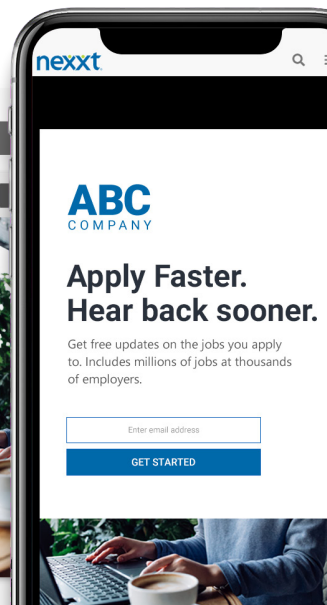 nexxt
ABC
COMPANY
Apply Faster.
Hear back sooner.
Get free updates on the jobs you apply
to. Includes millions of jobs at thousands
of employers.
Enter email address
GET STARTED